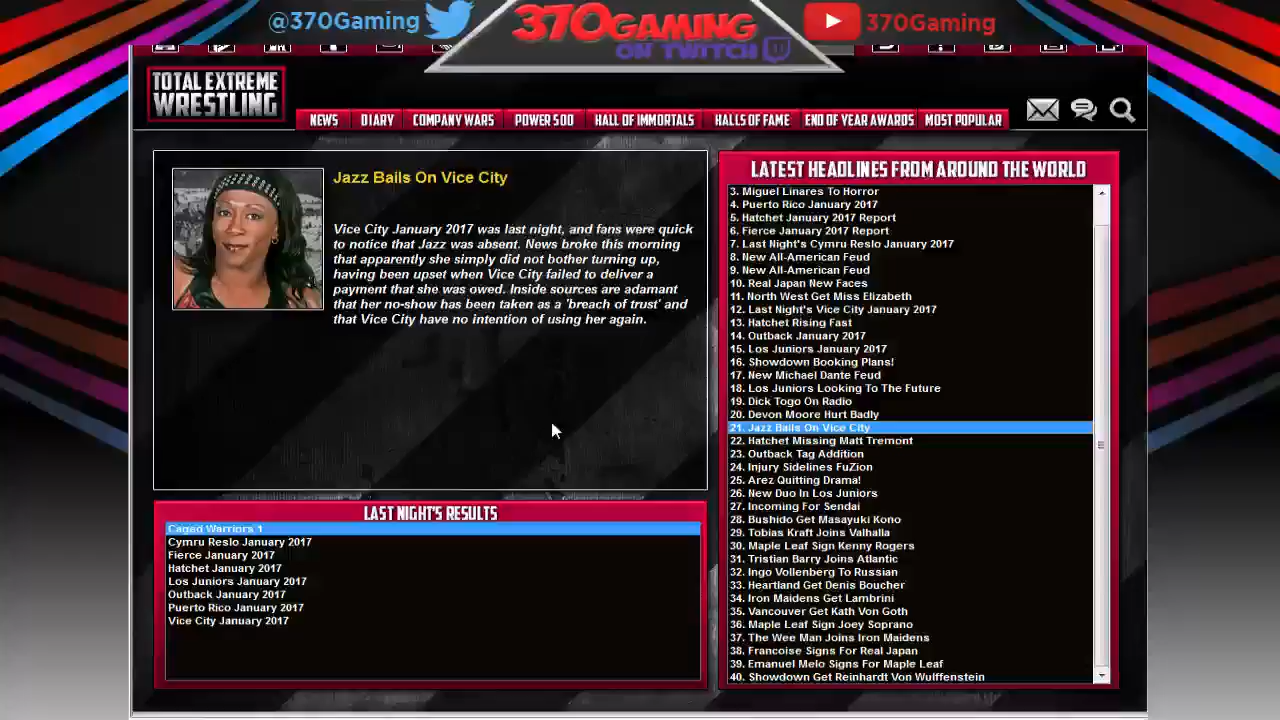 @370Gaming
370GAMING
ON TWITCH
370Gaming
TOTAL EXTREME
WRESTLING
NEWS
DIARY
COMPANY WARS
POWER 500
HALL OF IMMORTALS
HALLS OF FAME
END OF YEAR AWARDS
MOST POPULAR
Jazz Bails On Vice City
Vice City January 2017 was last night, and fans were quick
to notice that Jazz was absent. News broke this morning
that apparently she simply did not bother turning up,
having been upset when Vice City failed to deliver a
payment that she was owed. Inside sources are adamant
that her no-show has been taken as a 'breach of trust' and
that Vice City have no intention of using her again.
LAST NIGHT'S RESULTS
Caged Warriors 1
Cymru Reslo January 2017
Fierce January 2017
Hatchet January 2017
Los Juniors January 2017
Outback January 2017
Puerto Rico January 2017
Vice City January 2017
LATEST HEADLINES FROM AROUND THE WORLD
3. Miguel Linares To Horror
4. Puerto Rico January 2017
5. Hatchet January 2017 Report
6. Fierce January 2017 Report
7. Last Night's Cymru Reslo January 2017
8. New All-American Feud
9. New All-American Feud
10. Real Japan New Faces
11. North West Get Miss Elizabeth
12. Last Night's Vice City January 2017
13. Hatchet Rising Fast
14. Outback January 2017
15. Los Juniors January 2017
16. Showdown Booking Plans!
17. New Michael Dante Feud
18. Los Juniors Looking To The Future
19. Dick Togo On Radio
20. Devon Moore Hurt Badly
21. Jazz Bails On Vice City
22. Hatchet Missing Matt Tremont
23. Outback Tag Addition
24. Injury Sidelines FuZion
25. Arez Quitting Drama!
26. New Duo In Los Juniors
27. Incoming For Sendai
28. Bushido Get Masayuki Kono
29. Tobias Kraft Joins Valhalla
30. Maple Leaf Sign Kenny Rogers
31. Tristian Barry Joins Atlantic
32. Ingo Vollenberg To Russian
33. Heartland Get Denis Boucher
34. Iron Maidens Get Lambrini
35. Vancouver Get Kath Von Goth
36. Maple Leaf Sign Joey Soprano
37. The Wee Man Joins Iron Maidens
38. Francoise Signs For Real Japan
39. Emanuel Melo Signs For Maple Leaf
40. Showdown Get Reinhardt Von Wulffenstein